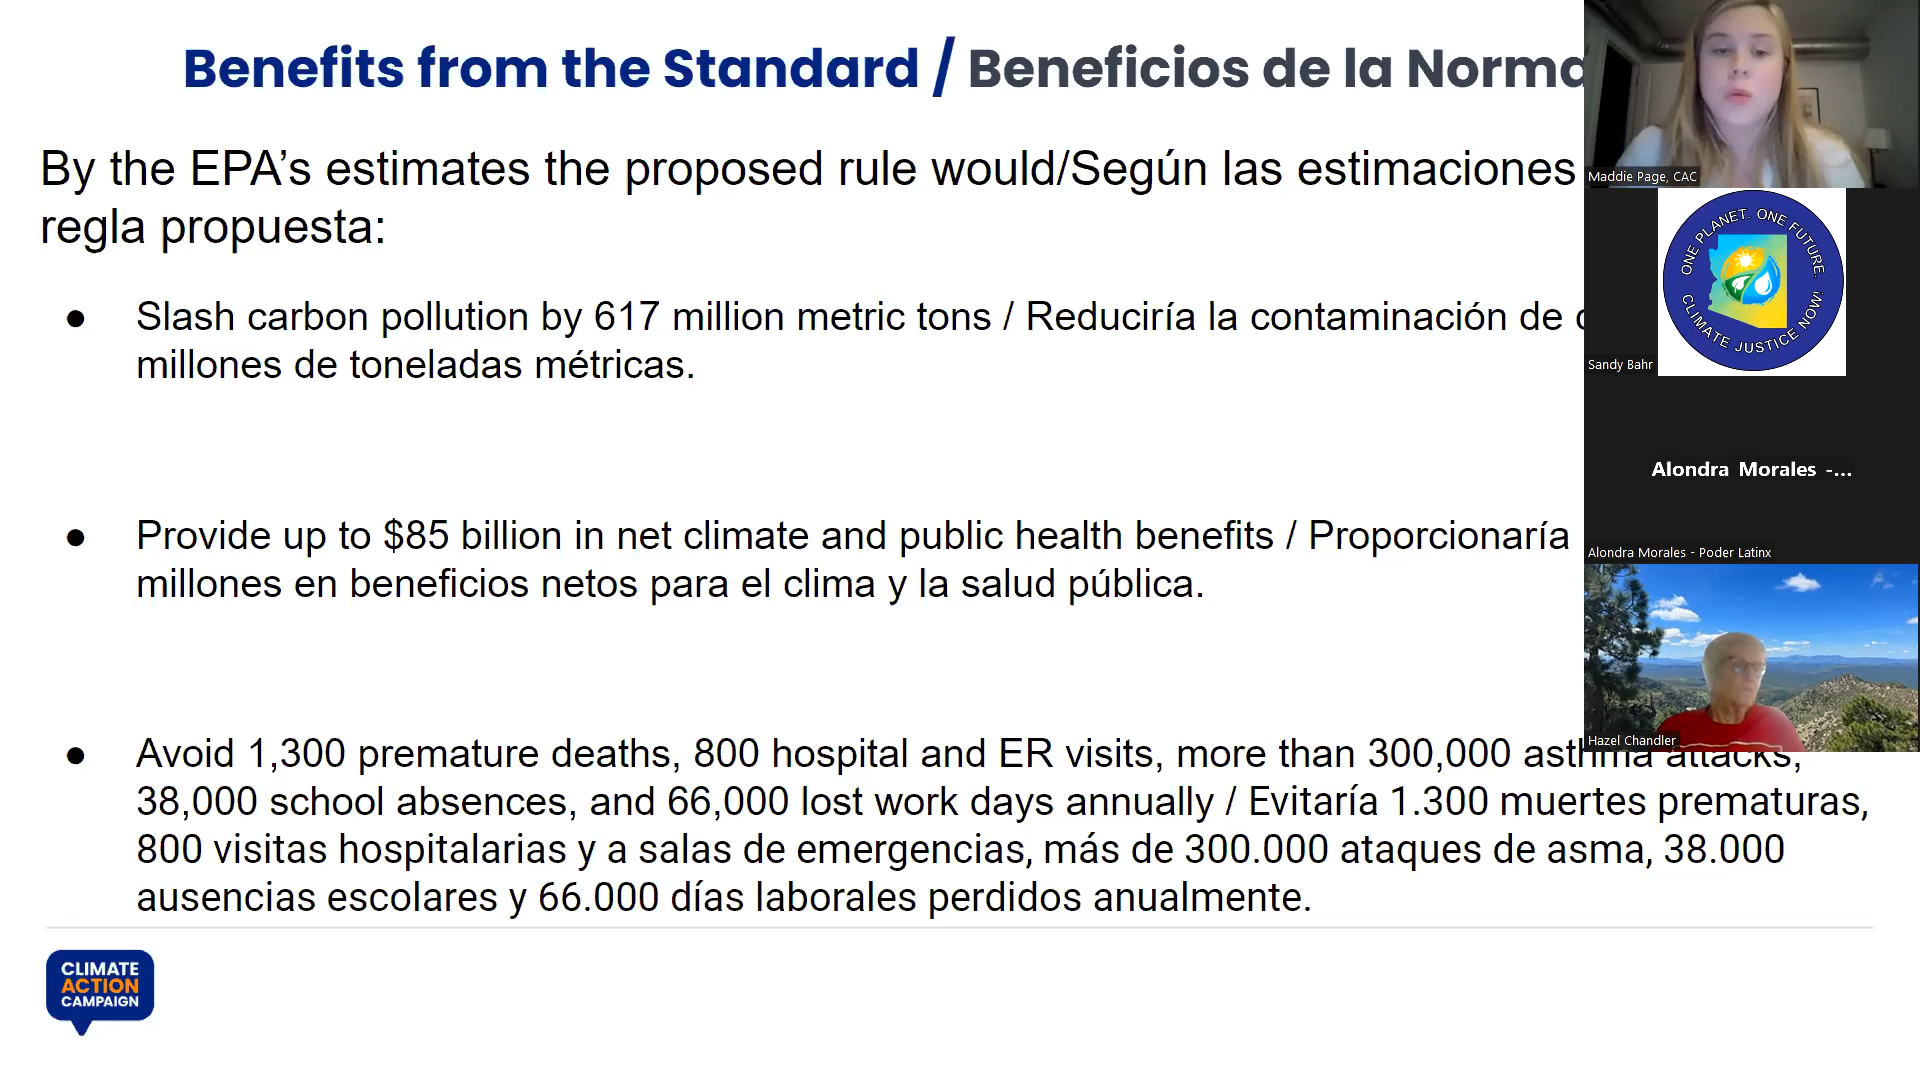 Benefits from the Standard / Beneficios de la Norma
By the EPA’s estimates the proposed rule would/Según las estimaciones
regla propuesta:
● Slash carbon pollution by 617 million metric tons / Reduciría la contaminación de
millones de toneladas métricas.
● Provide up to $85 billion in net climate and public health benefits / Proporcionaría
millones en beneficios netos para el clima y la salud pública.
● Avoid 1,300 premature deaths, 800 hospital and ER visits, more than 300,000 asthma attacks,
38,000 school absences, and 66,000 lost work days annually / Evitaría 1.300 muertes prematuras,
800 visitas hospitalarias y a salas de emergencias, más de 300.000 ataques de asma, 38.000
ausencias escolares y 66.000 días laborales perdidos anualmente.
CLIMATE
ACTION
CAMPAIGN
Maddie Page, CAC
ONE PLANET. ONE FUTURE.
CLIMATE JUSTICE NOW!
Sandy Bahr
Alondra Morales -...
Alondra Morales - Poder Latinx
Hazel Chandler